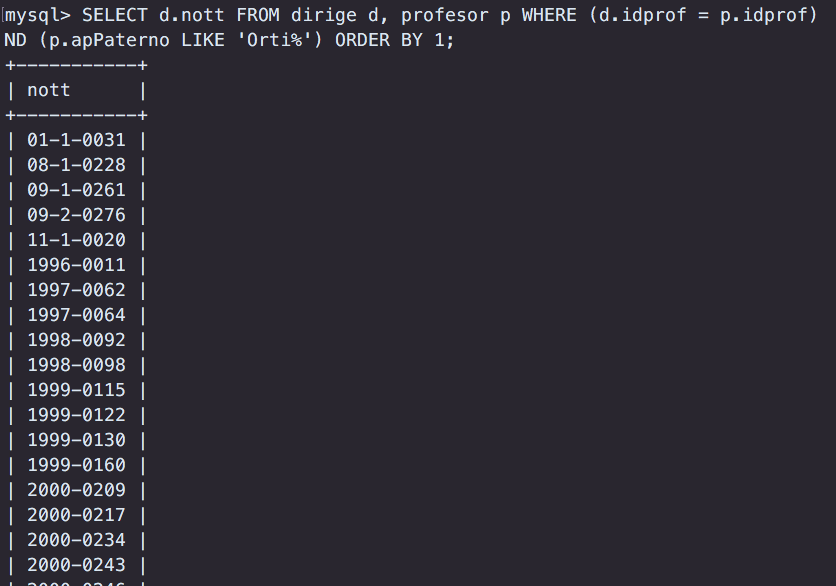 mysql> SELECT d.nott FROM dirige d, profesor p WHERE (d.idprof = p.idprof)
ND (p.apPaterno LIKE 'Orti%') ORDER BY 1;
+-----------+
| nott      |
+-----------+
| 01-1-0031 |
| 08-1-0228 |
| 09-1-0261 |
| 09-2-0276 |
| 11-1-0020 |
| 1996-0011 |
| 1997-0062 |
| 1997-0064 |
| 1998-0092 |
| 1998-0098 |
| 1999-0115 |
| 1999-0122 |
| 1999-0130 |
| 1999-0160 |
| 2000-0209 |
| 2000-0217 |
| 2000-0234 |
| 2000-0243 |